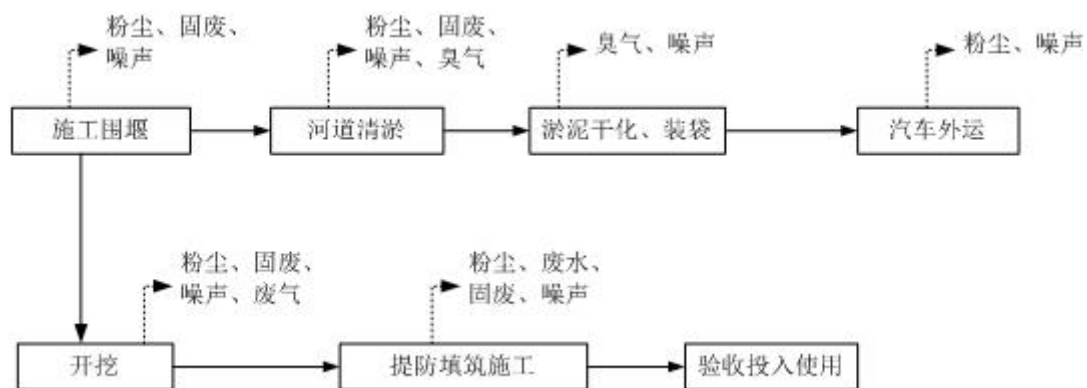 粉尘、固废、
噪声
粉尘、固废、
噪声、臭气
臭气、噪声
粉尘、噪声
施工围堰
河道清淤
淤泥干化、装袋
汽车外运
粉尘、固废、
噪声、废气
粉尘、废水、
固废、噪声
开挖
提防填筑施工
验收投入使用